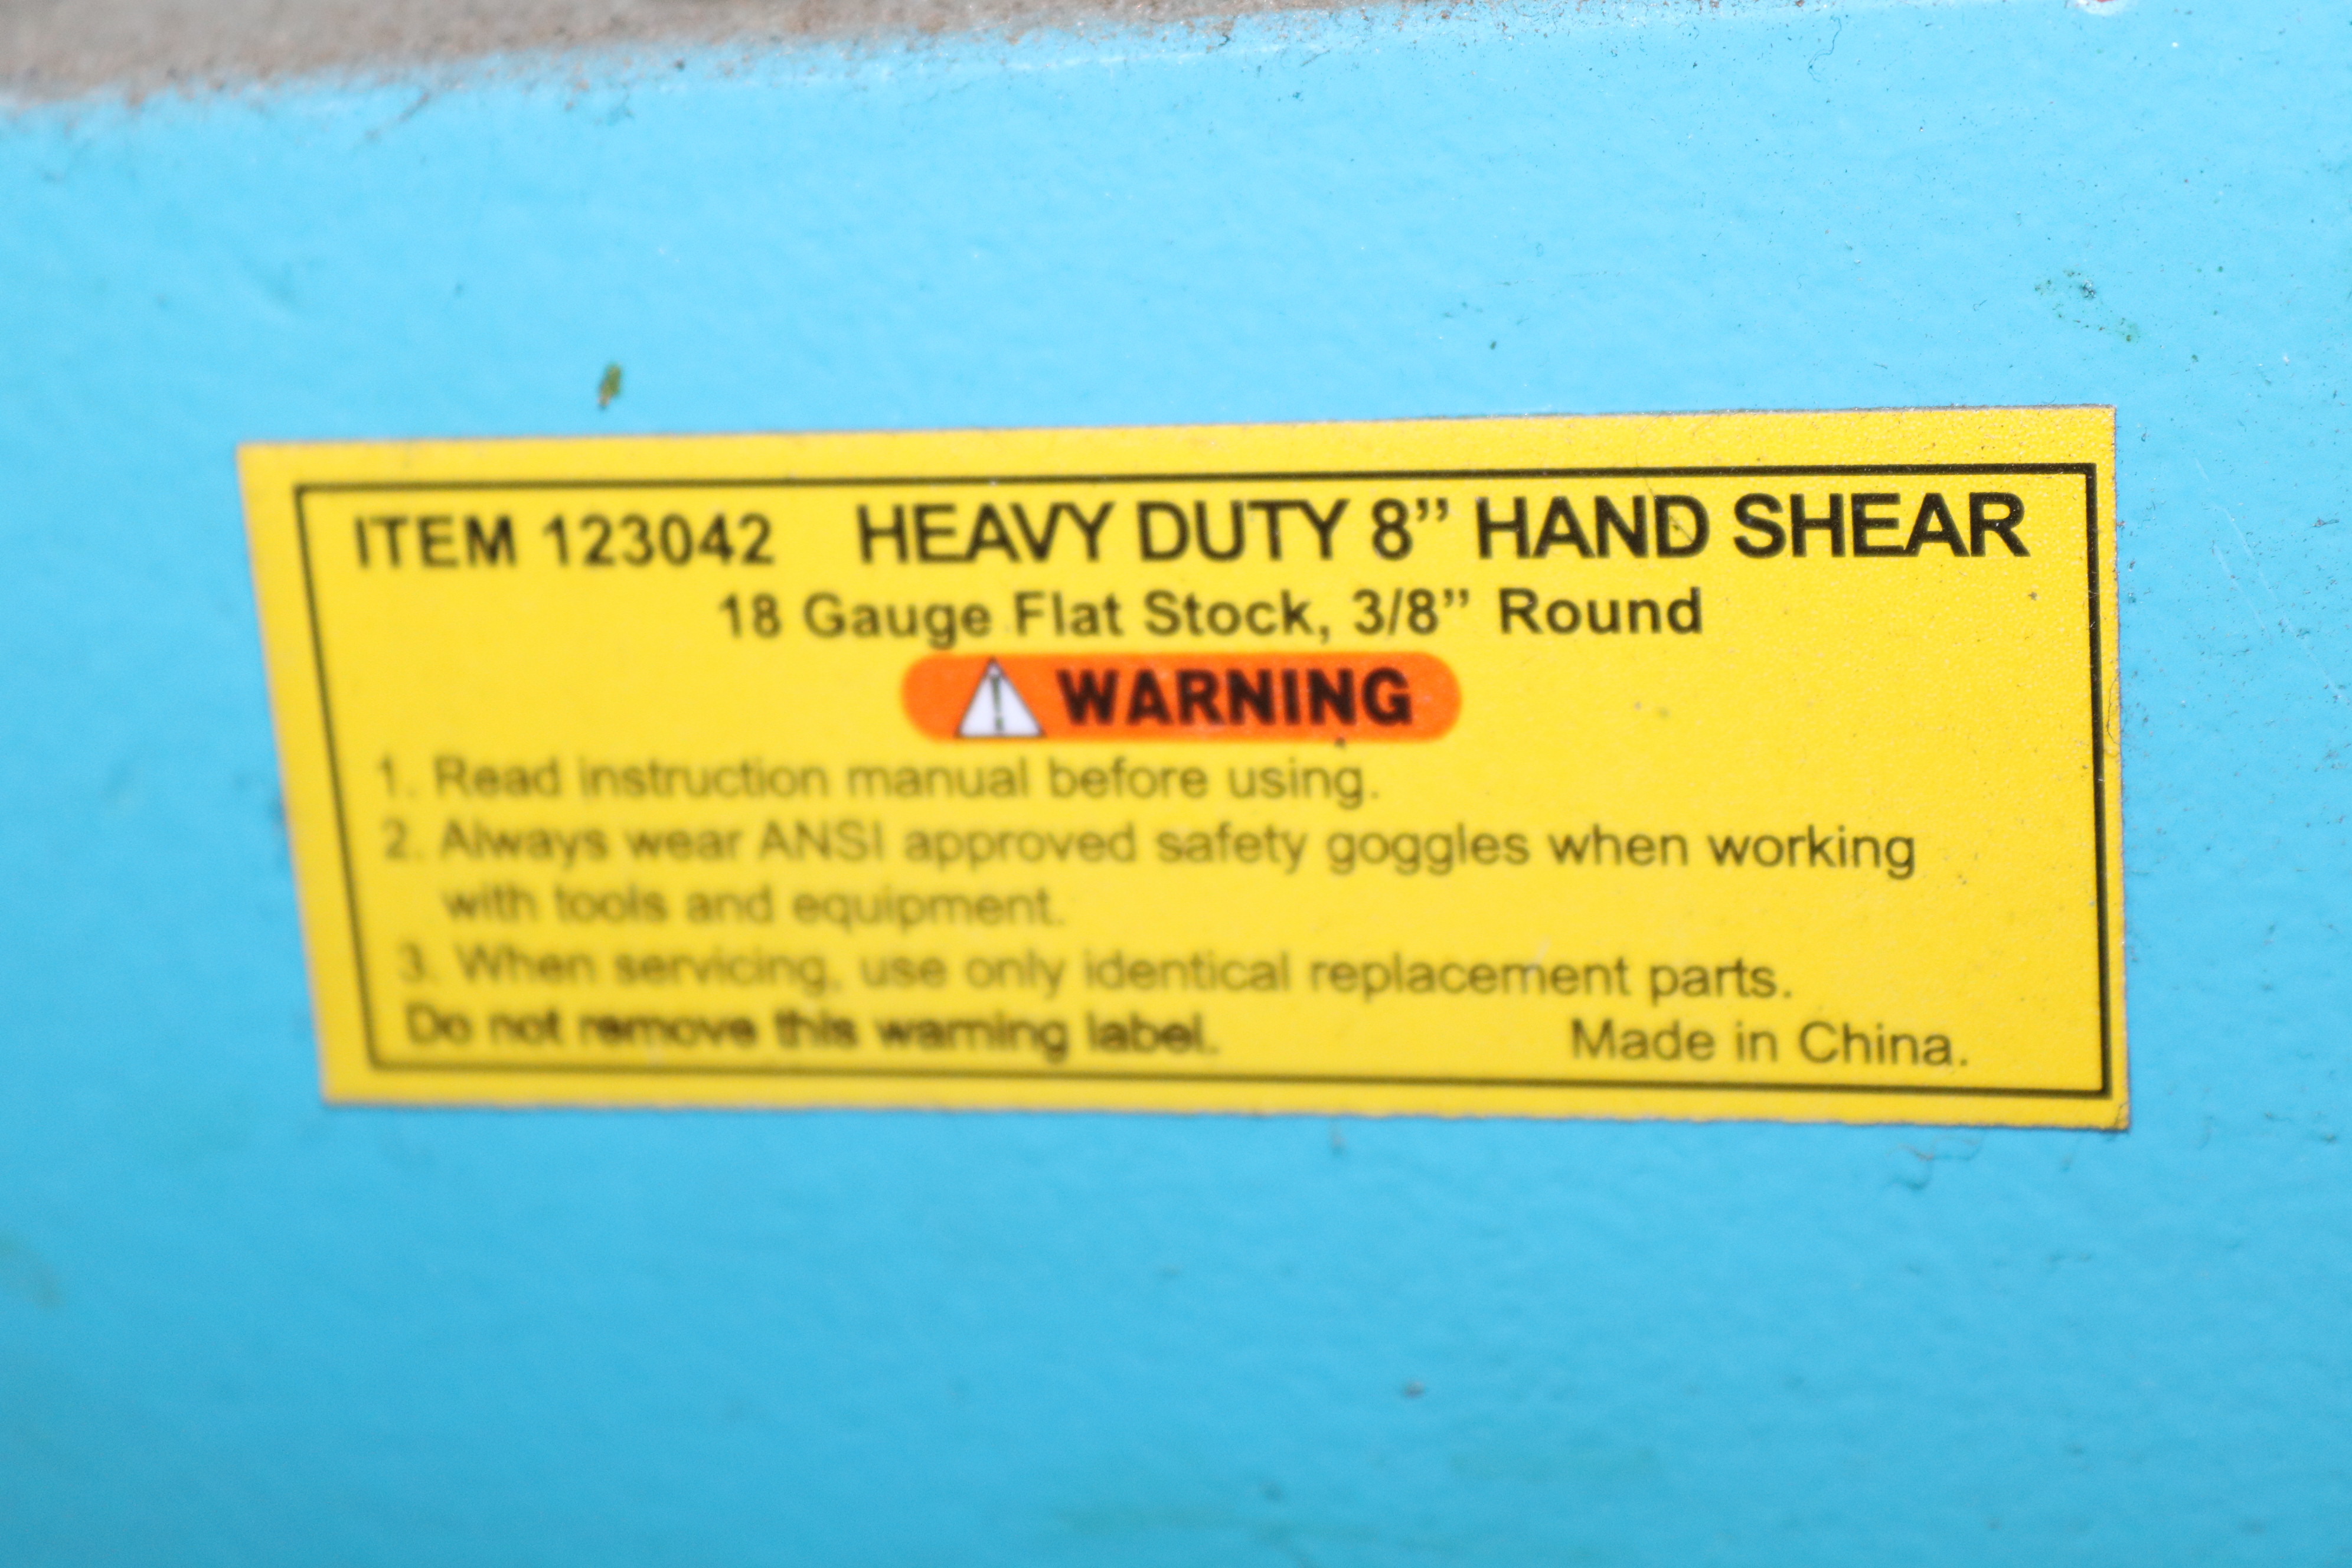 ITEM 123042 HEAVY DUTY 8” HAND SHEAR
18 Gauge Flat Stock, 3/8” Round
WARNING
1. Read instruction manual before using.
2. Always wear ANSI approved safety goggles when working
with tools and equipment.
3. When servicing, use only identical replacement parts.
Do not remove this warning label. Made in China.